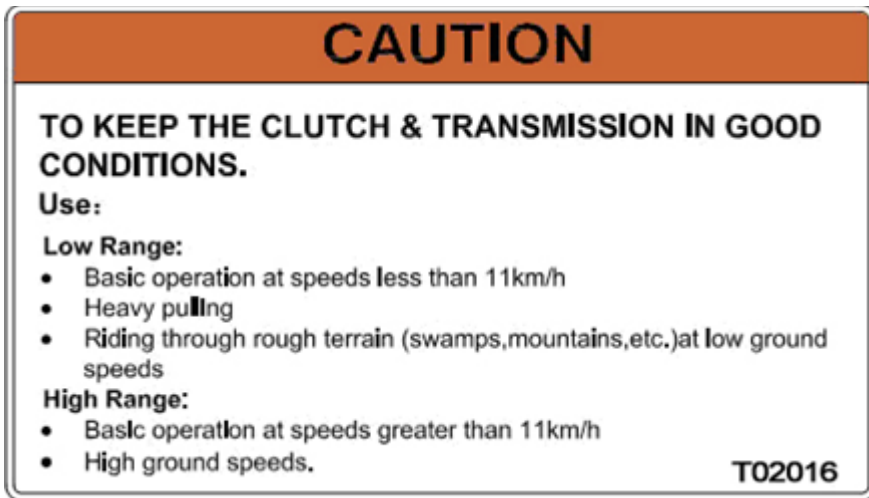 CAUTION
TO KEEP THE CLUTCH & TRANSMISSION IN GOOD
CONDITIONS.
Use:
Low Range:
• Basic operation at speeds less than 11km/h
• Heavy pulling
• Riding through rough terrain (swamps,mountains,etc.)at low ground
speeds
High Range:
• Basic operation at speeds greater than 11km/h
• High ground speeds.
T02016